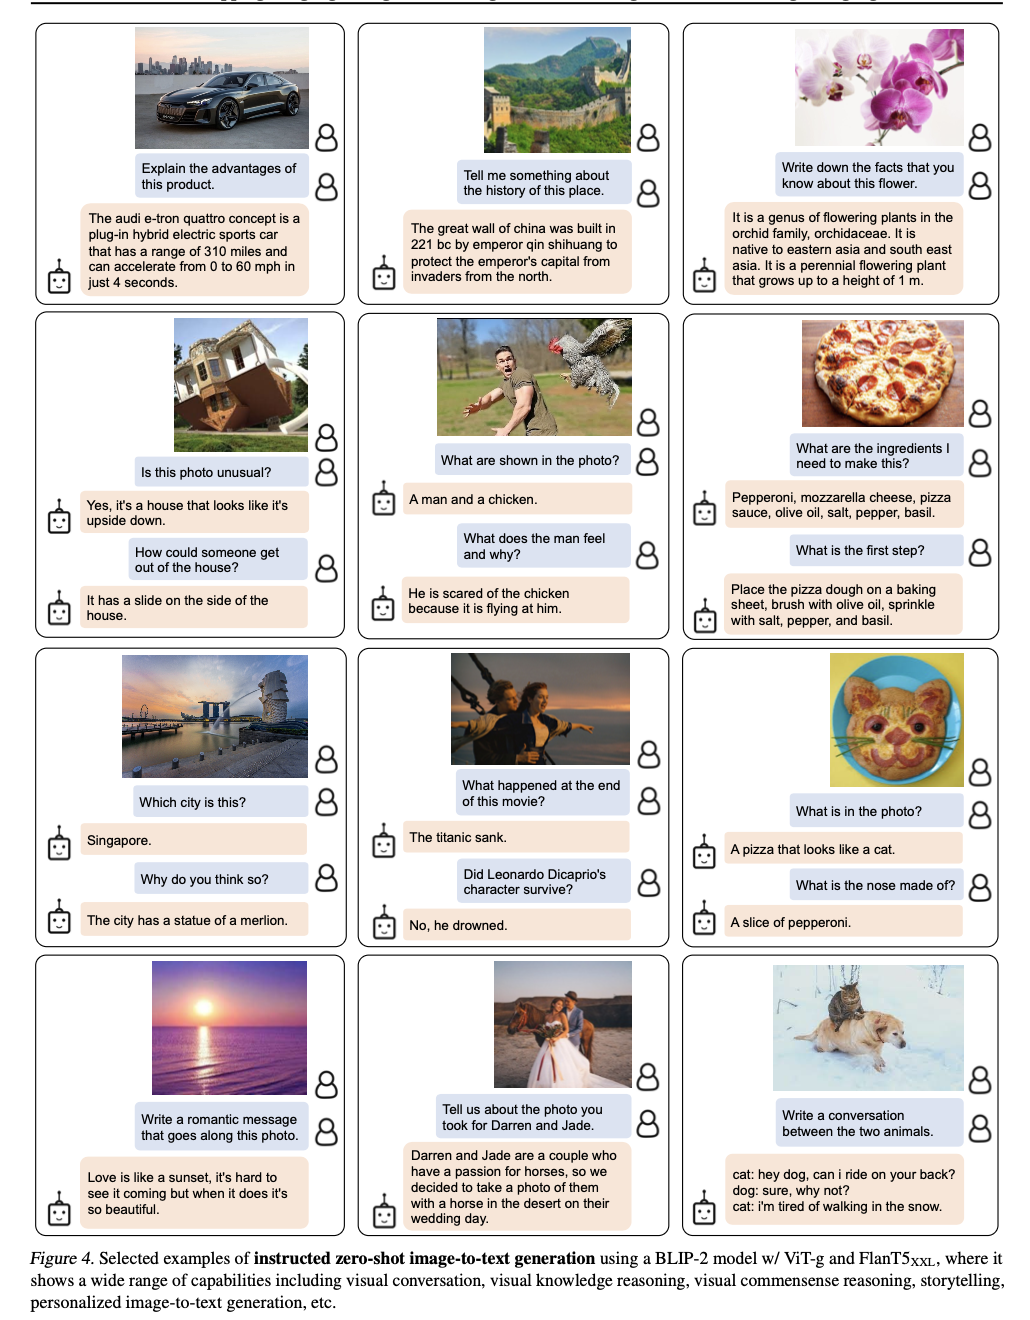 Explain the advantages of
this product.
The audi e-tron quattro concept is a
plug-in hybrid electric sports car
that has a range of 310 miles and
can accelerate from 0 to 60 mph in
just 4 seconds.
Tell me something about
the history of this place.
The great wall of china was built in
221 bc by emperor qin shihuang to
protect the emperor's capital from
invaders from the north.
Write down the facts that you
know about this flower.
It is a genus of flowering plants in the
orchid family, orchidaceae. It is
native to eastern asia and south east
asia. It is a perennial flowering plant
that grows up to a height of 1 m.
Is this photo unusual?
Yes, it's a house that looks like it's
upside down.
How could someone get
out of the house?
It has a slide on the side of the
house.
What are shown in the photo?
A man and a chicken.
What does the man feel
and why?
He is scared of the chicken
because it is flying at him.
What are the ingredients I
need to make this?
Pepperoni, mozzarella cheese, pizza
sauce, olive oil, salt, pepper, basil.
What is the first step?
Place the pizza dough on a baking
sheet, brush with olive oil, sprinkle
with salt, pepper, and basil.
Which city is this?
Singapore.
Why do you think so?
The city has a statue of a merlion.
What happened at the end
of this movie?
The titanic sank.
Did Leonardo Dicaprio's
character survive?
No, he drowned.
What is in the photo?
A pizza that looks like a cat.
What is the nose made of?
A slice of pepperoni.
Write a romantic message
that goes along this photo.
Love is like a sunset, it's hard to
see it coming but when it does it's
so beautiful.
Tell us about the photo you
took for Darren and Jade.
Darren and Jade are a couple who
have a passion for horses, so we
decided to take a photo of them
with a horse in the desert on their
wedding day.
Write a conversation
between the two animals.
cat: hey dog, can i ride on your back?
dog: sure, why not?
cat: i'm tired of walking in the snow.
Figure 4. Selected examples of instructed zero-shot image-to-text generation using a BLIP-2 model w/ ViT-g and FlanT5XXL, where it
shows a wide range of capabilities including visual conversation, visual knowledge reasoning, visual commensense reasoning, storytelling,
personalized image-to-text generation, etc.